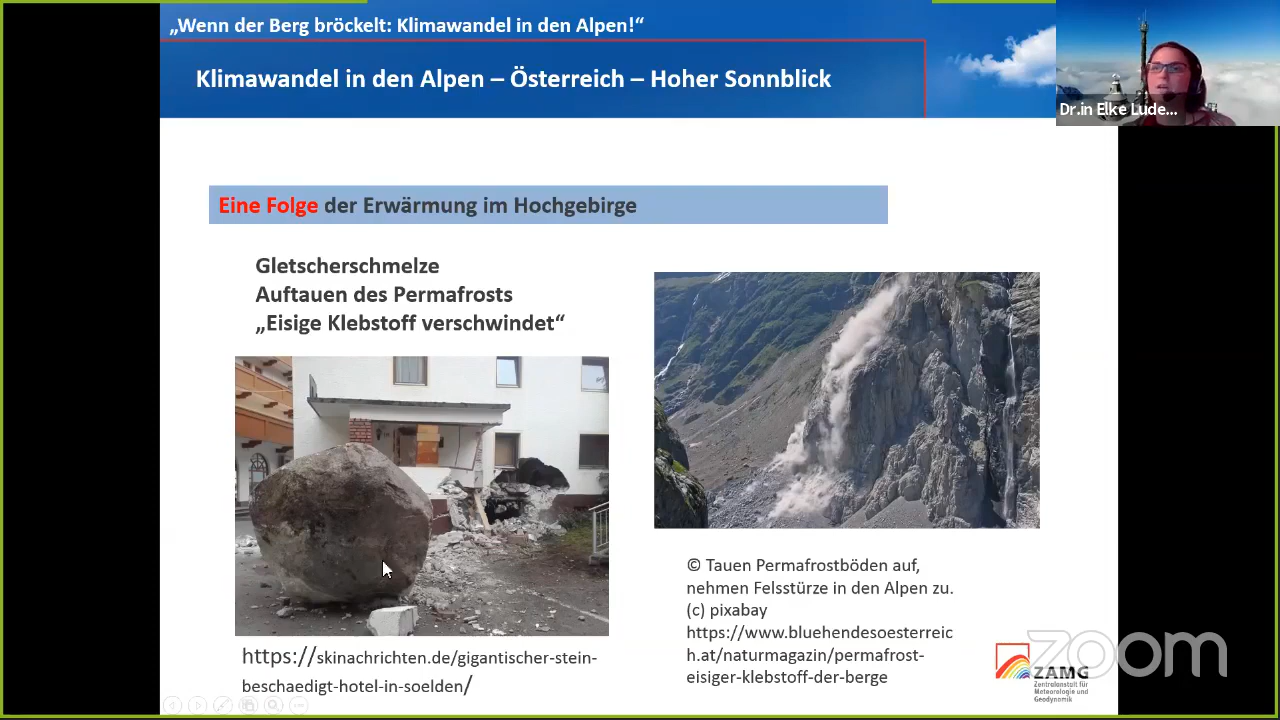 „Wenn der Berg bröckelt: Klimawandel in den Alpen!“
Klimawandel in den Alpen – Österreich – Hoher Sonnblick
Dr.in Elke Lude...
Eine Folge der Erwärmung im Hochgebirge
Gletscherschmelze
Auftauen des Permafrosts
„Eisige Klebstoff verschwindet“
https://skinachrichten.de/gigantischer-stein-
beschaedigt-hotel-in-soelden/
© Tauen Permafrostböden auf,
nehmen Felsstürze in den Alpen zu.
(c) pixabay
https://www.bluehendesoesterreic
h.at/naturmagazin/permafrost-
eisiger-klebstoff-der-berge
ZAMG
Zentralanstalt für
Meteorologie und
Geodynamik
zoom